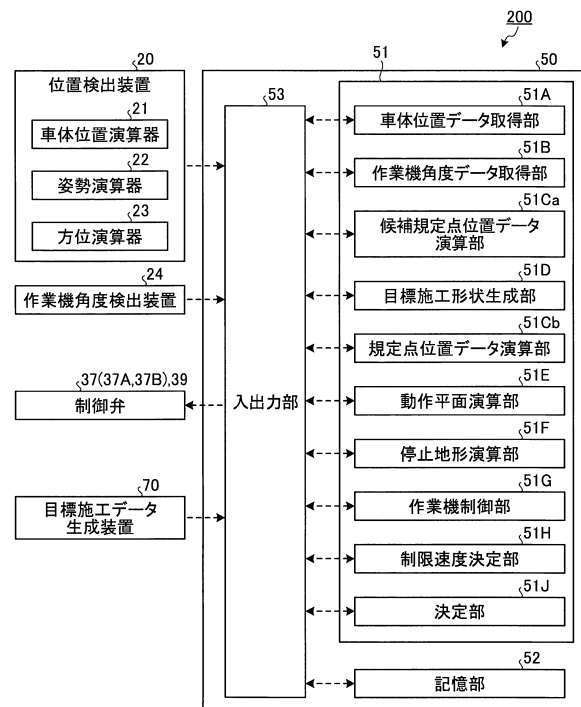 200
20
位置検出装置
21
車体位置演算器
22
姿勢演算器
23
方位演算器
24
作業機角度検出装置
37(37A,37B),39
制御弁
70
目標施工データ
生成装置
50
53
入出力部
51
51A
車体位置データ取得部
51B
作業機角度データ取得部
51Ca
候補規定点位置データ
演算部
51D
目標施工形状生成部
51Cb
規定点位置データ演算部
51E
動作平面演算部
51F
停止地形演算部
51G
作業機制御部
51H
制限速度決定部
51J
決定部
52
記憶部